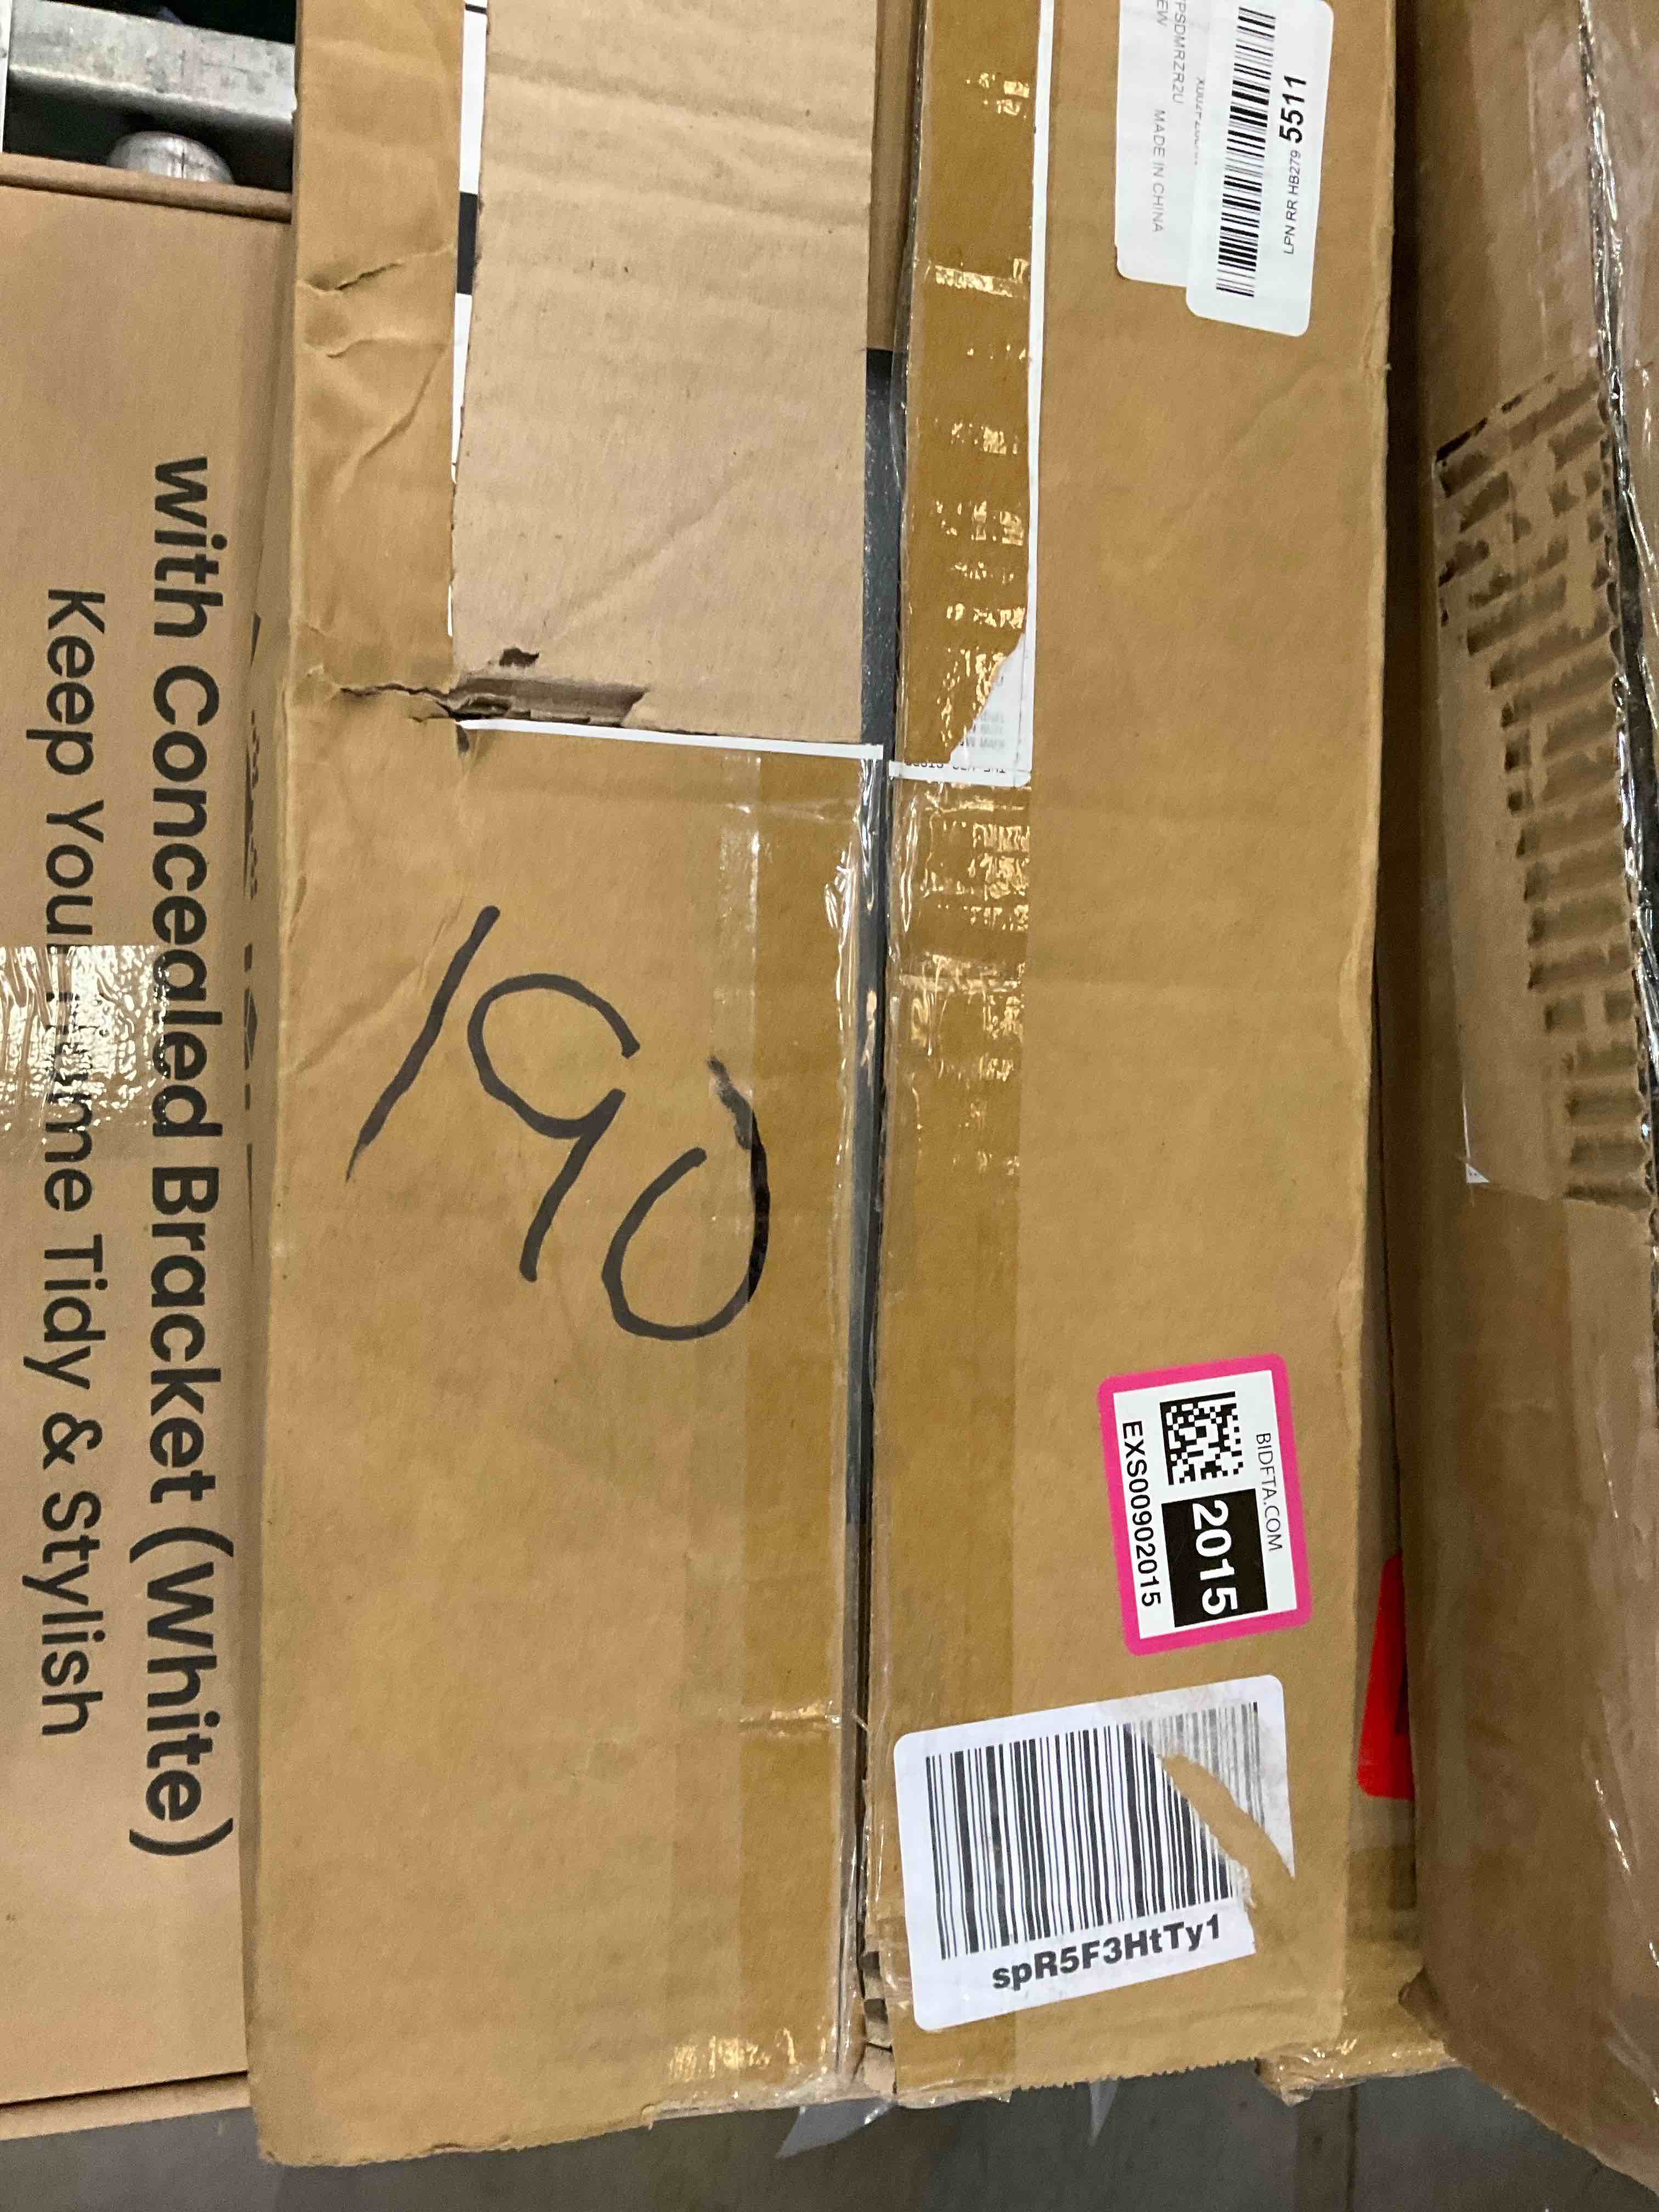 with Concealed Bracket (White)
Keep Your Home Tidy & Stylish
190
MADE IN CHINA
LPN RR HB279 5511
BIDFTA.COM
2015
EXS00902015
spR5F3HtTy1